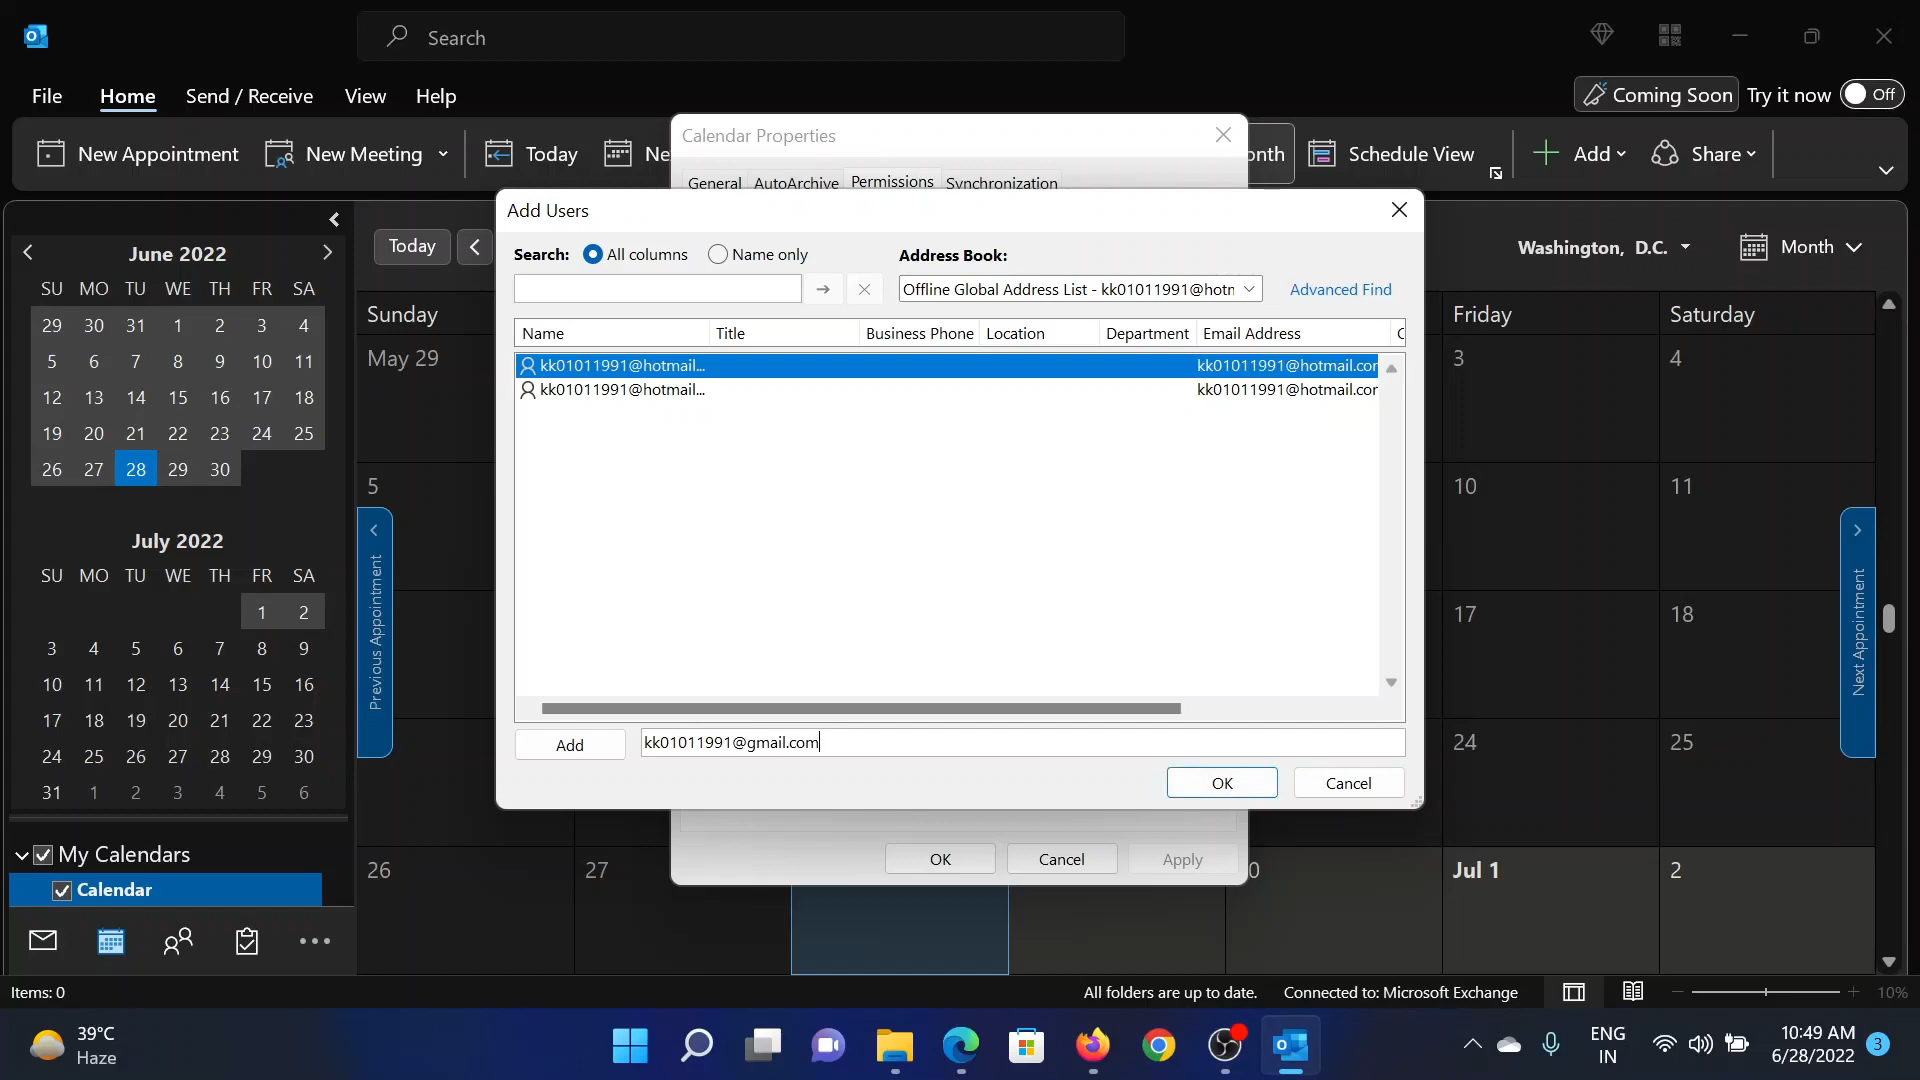 Search
File Home Send / Receive View Help
Coming Soon Try it now Off
New Appointment New Meeting Today Ne
onth Schedule View Add Share
Calendar Properties
General AutoArchive Permissions Synchronization
Add Users
Search: All columns Name only Address Book:
Offline Global Address List - kk01011991@hotn Advanced Find
Name Title Business Phone Location Department Email Address C
kk01011991@hotmail... kk01011991@hotmail.cor
kk01011991@hotmail... kk01011991@hotmail.cor
Add kk01011991@gmail.com
OK Cancel
OK Cancel Apply
June 2022
SU MO TU WE TH FR SA
29 30 31 1 2 3 4
5 6 7 8 9 10 11
12 13 14 15 16 17 18
19 20 21 22 23 24 25
26 27 28 29 30
July 2022
SU MO TU WE TH FR SA
1 2
3 4 5 6 7 8 9
10 11 12 13 14 15 16
17 18 19 20 21 22 23
24 25 26 27 28 29 30
31 1 2 3 4 5 6
My Calendars
Calendar
Today Washington, D.C. Month
Sunday Friday Saturday
May 29 3 4
5 10 11
Previous Appointment
Next Appointment
17 18
24 25
26 27 0 Jul 1 2
Items: 0 All folders are up to date. Connected to: Microsoft Exchange 10%
39°C
Haze
ENG
IN
10:49 AM
6/28/2022
3